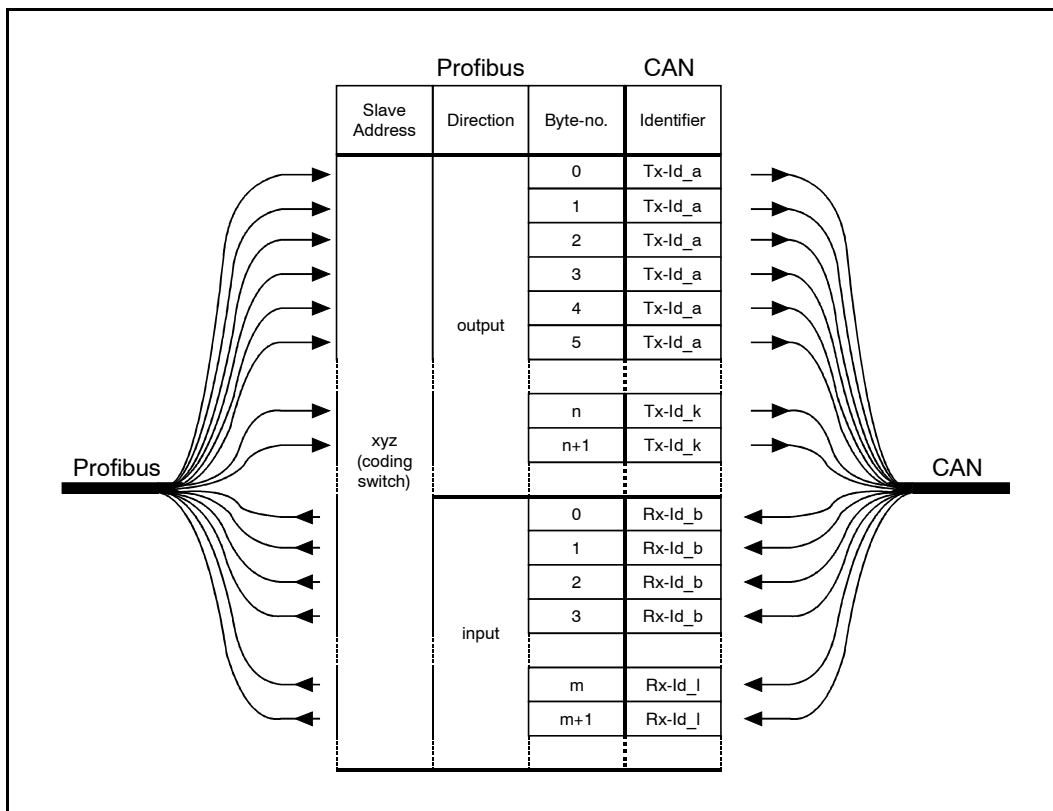 Profibus CAN
Slave Address Direction Byte-no. Identifier
0 Tx-Id_a
1 Tx-Id_a
2 Tx-Id_a
3 Tx-Id_a
4 Tx-Id_a
output
5 Tx-Id_a
n Tx-Id_k
xyz
(coding
switch)
n+1 Tx-Id_k
Profibus
CAN
0 Rx-Id_b
1 Rx-Id_b
2 Rx-Id_b
3 Rx-Id_b
input
m Rx-Id_l
m+1 Rx-Id_l